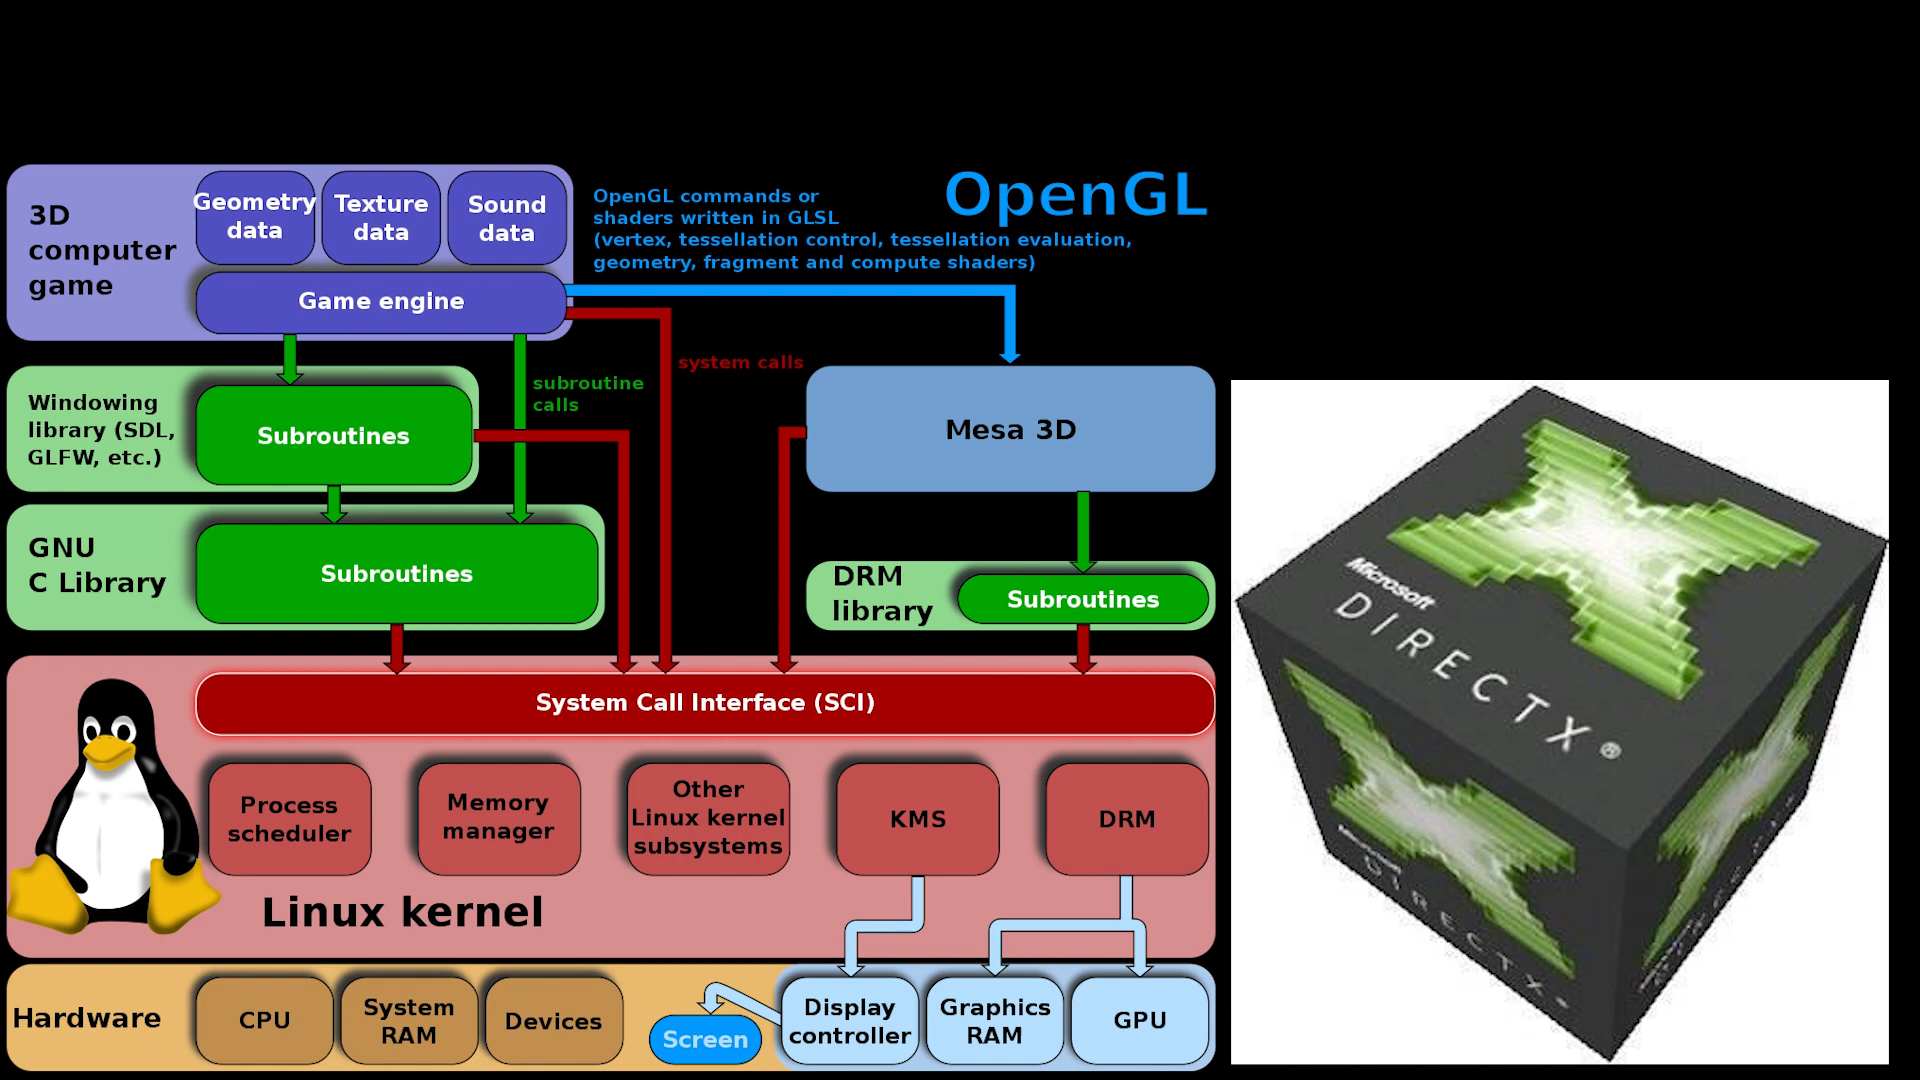 3D
computer
game
Geometry
data
Texture
data
Sound
data
Game engine
OpenGL commands or
shaders written in GLSL
(vertex, tessellation control, tessellation evaluation,
geometry, fragment and compute shaders)
OpenGL
system calls
subroutine
calls
Windowing
library (SDL,
GLFW, etc.)
Subroutines
Mesa 3D
GNU
C Library
Subroutines
DRM
library
Subroutines
System Call Interface (SCI)
Process
scheduler
Memory
manager
Other
Linux kernel
subsystems
KMS
DRM
Linux kernel
Hardware
CPU
System
RAM
Devices
Screen
Display
controller
Graphics
RAM
GPU
Microsoft
DIRECTX®
Microsoft
DIRECTX